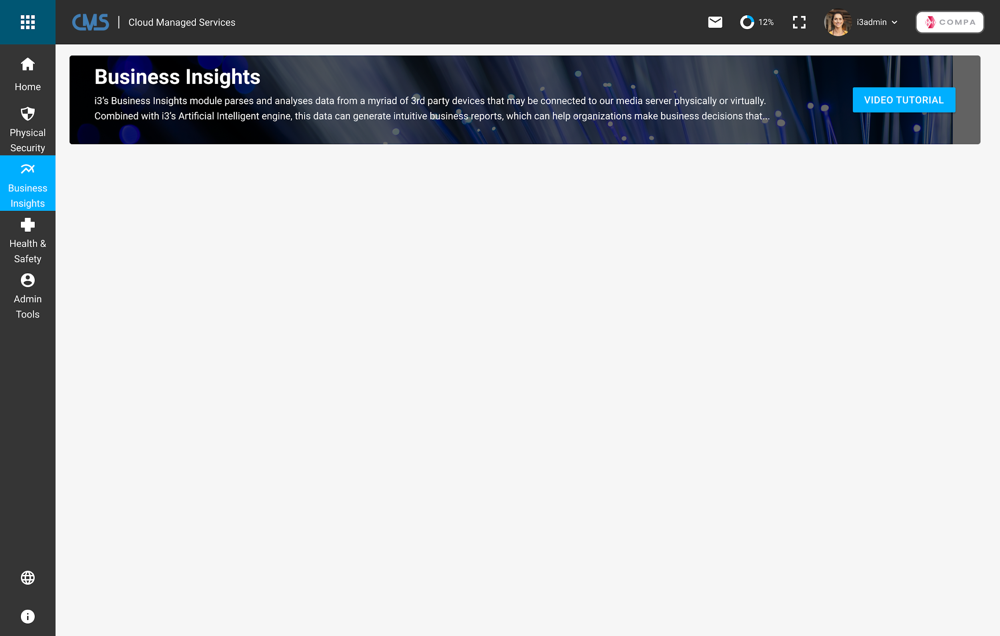 CMS | Cloud Managed Services
12%
i3admin
COMPA
Home
Physical
Security
Business
Insights
Health &
Safety
Admin
Tools
Business Insights
i3’s Business Insights module parses and analyses data from a myriad of 3rd party devices that may be connected to our media server physically or virtually.
Combined with i3’s Artificial Intelligent engine, this data can generate intuitive business reports, which can help organizations make business decisions that...
VIDEO TUTORIAL